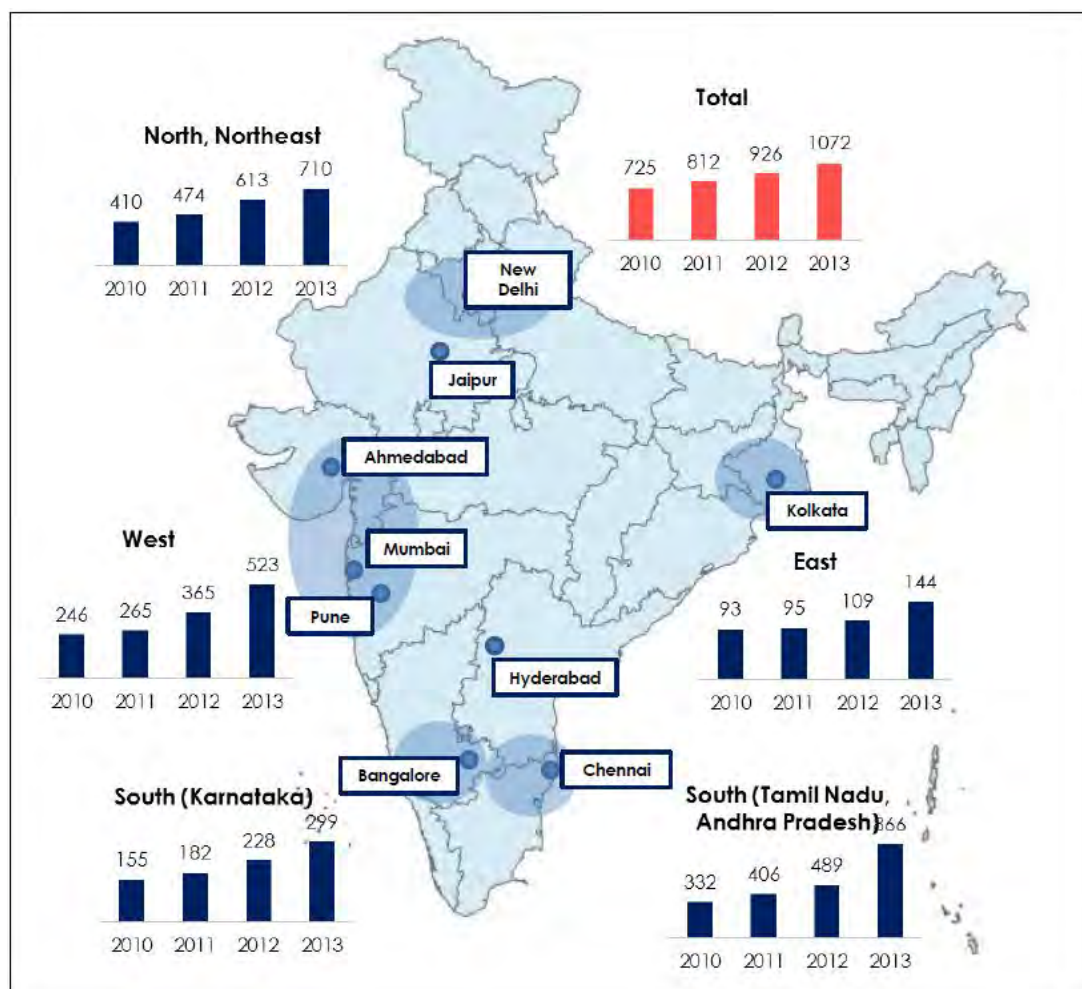 North, Northeast
410 474 613 710
2010 2011 2012 2013
Total
725 812 926 1072
2010 2011 2012 2013
New
Delhi
Jaipur
Ahmedabad
Mumbai
Pune
Kolkata
Hyderabad
Bangalore
Chennai
West
246 265 365 523
2010 2011 2012 2013
East
93 95 109 144
2010 2011 2012 2013
South (Karnataka)
155 182 228 299
2010 2011 2012 2013
South (Tamil Nadu,
Andhra Pradesh)
332 406 489 866
2010 2011 2012 2013